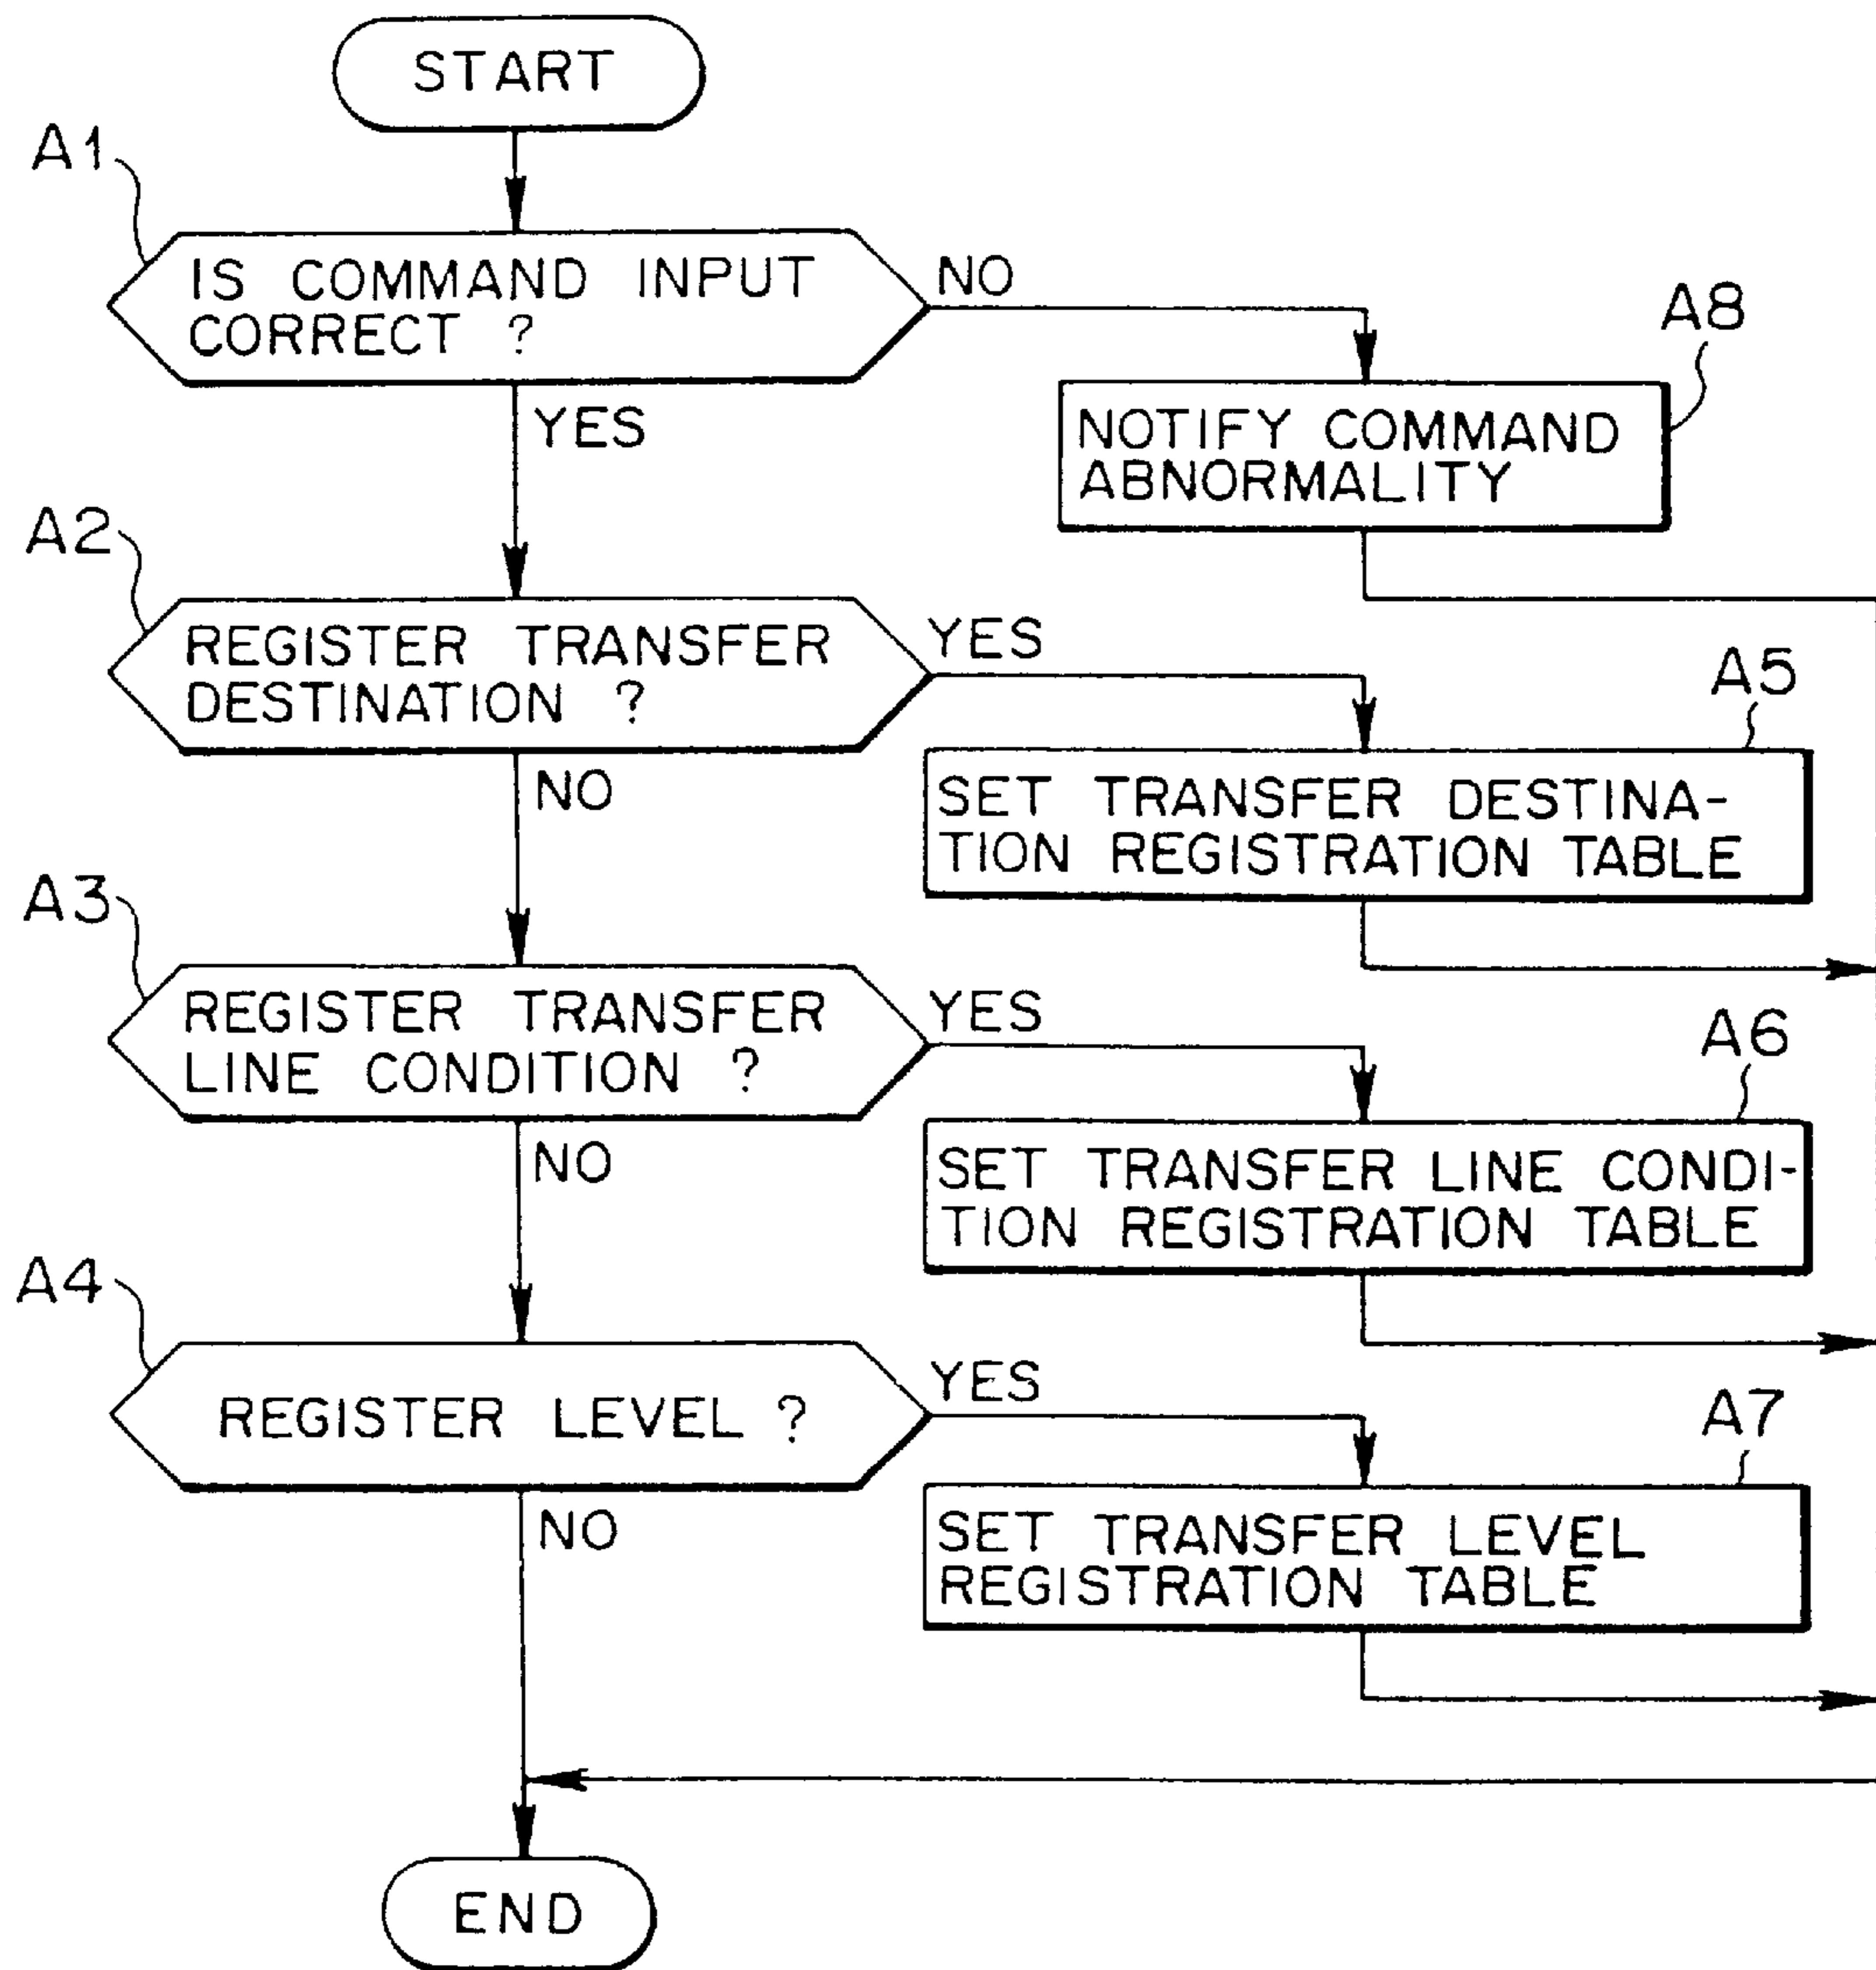 START
A1
IS COMMAND INPUT
CORRECT ?
NO
YES
A8
NOTIFY COMMAND
ABNORMALITY
A2
REGISTER TRANSFER
DESTINATION ?
YES
NO
A5
SET TRANSFER DESTINA-
TION REGISTRATION TABLE
A3
REGISTER TRANSFER
LINE CONDITION ?
YES
NO
A6
SET TRANSFER LINE CONDI-
TION REGISTRATION TABLE
A4
REGISTER LEVEL ?
YES
NO
A7
SET TRANSFER LEVEL
REGISTRATION TABLE
END